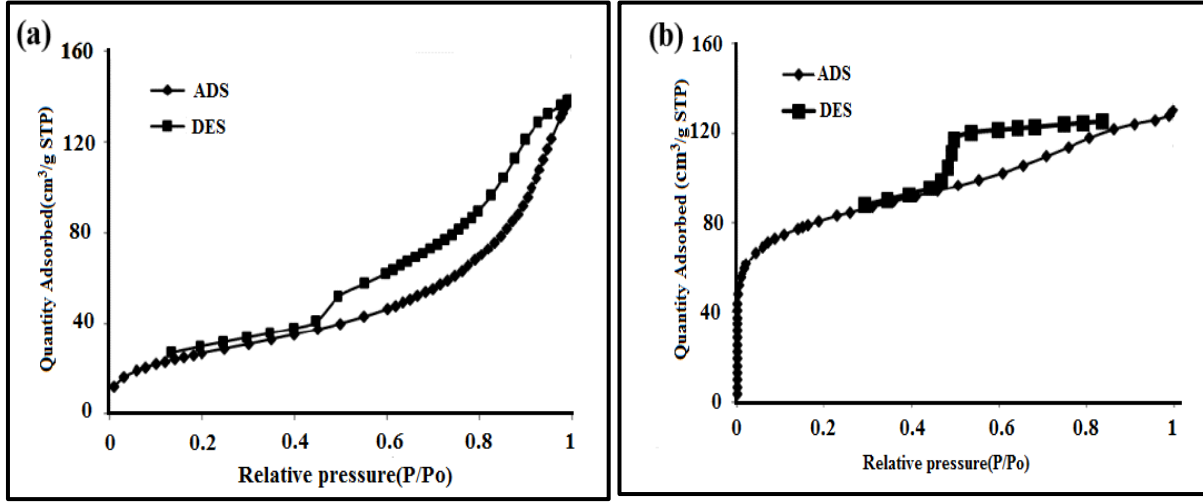 (a)
160
120
80
40
0
ADS
DES
Quantity Adsorbed(cm³/g STP)
0 0.2 0.4 0.6 0.8 1
Relative pressure(P/Po)
(b)
160
120
80
40
0
ADS
DES
Quantity Adsorbed (cm³/g STP)
0 0.2 0.4 0.6 0.8 1
Relative pressure(P/Po)